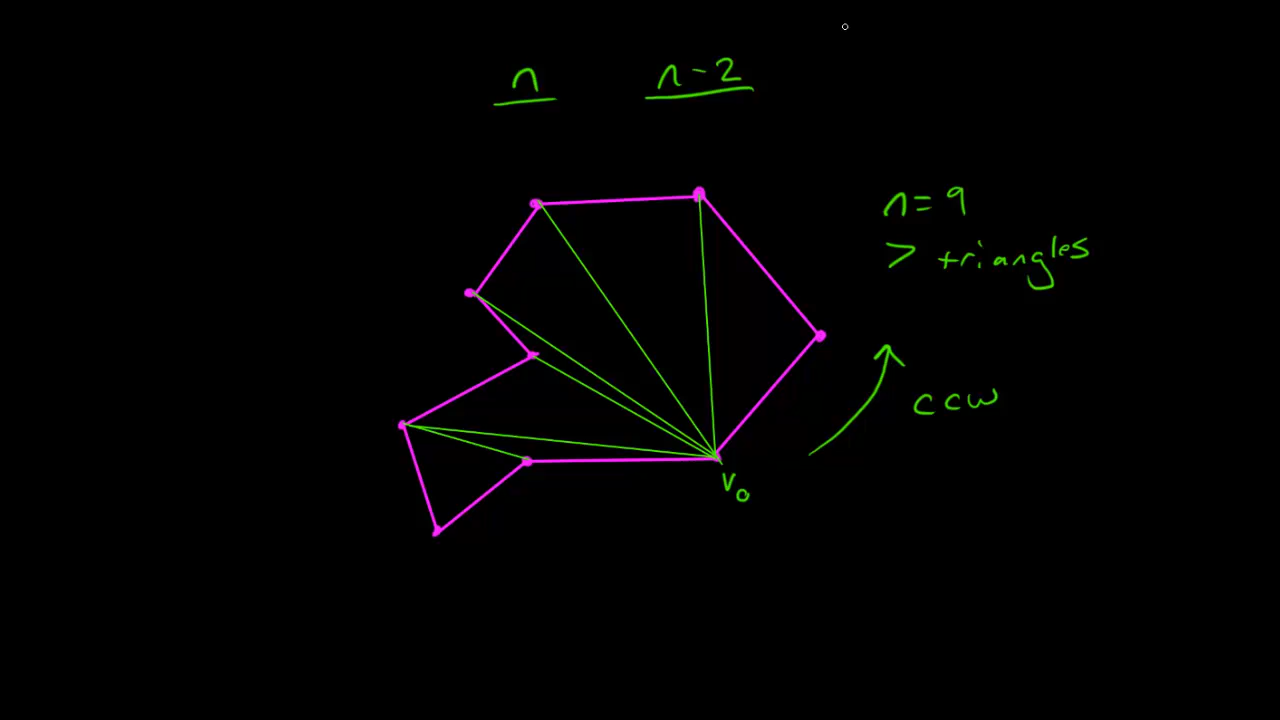 n n-2
n=9
7 triangles
ccw
v₀